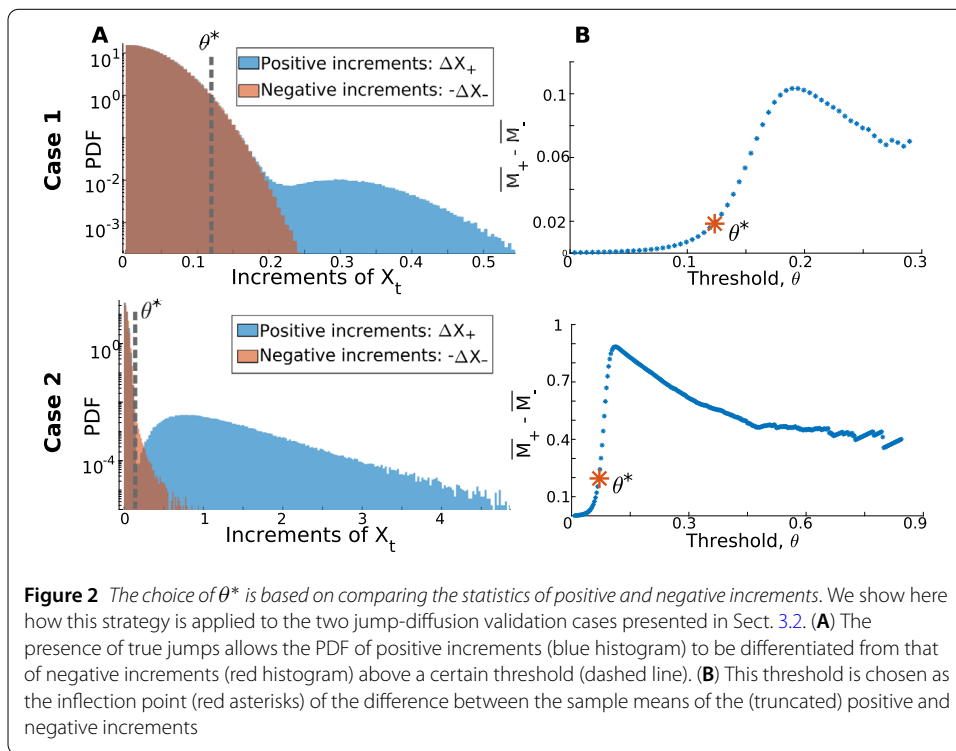 A
θ*
Positive increments: ΔX₊
Negative increments: -ΔX₋
Case 1
PDF
10¹
10⁰
10⁻²
10⁻³
0 0.1 0.2 0.3 0.4 0.5
Increments of Xₜ
B
M₊ - M₋
0.1
0.06
0.02
θ*
0 0.1 0.2 0.3
Threshold, θ
θ*
Positive increments: ΔX₊
Negative increments: -ΔX₋
Case 2
PDF
10⁰
10⁻⁴
0 1 2 3 4
Increments of Xₜ
M₊ - M₋
1
0.7
0.4
0.1
θ*
0 0.3 0.6 0.9
Threshold, θ
Figure 2 The choice of θ* is based on comparing the statistics of positive and negative increments. We show here
how this strategy is applied to the two jump-diffusion validation cases presented in Sect. 3.2. (A) The
presence of true jumps allows the PDF of positive increments (blue histogram) to be differentiated from that
of negative increments (red histogram) above a certain threshold (dashed line). (B) This threshold is chosen as
the inflection point (red asterisks) of the difference between the sample means of the (truncated) positive and
negative increments